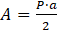 A = P·a / 2